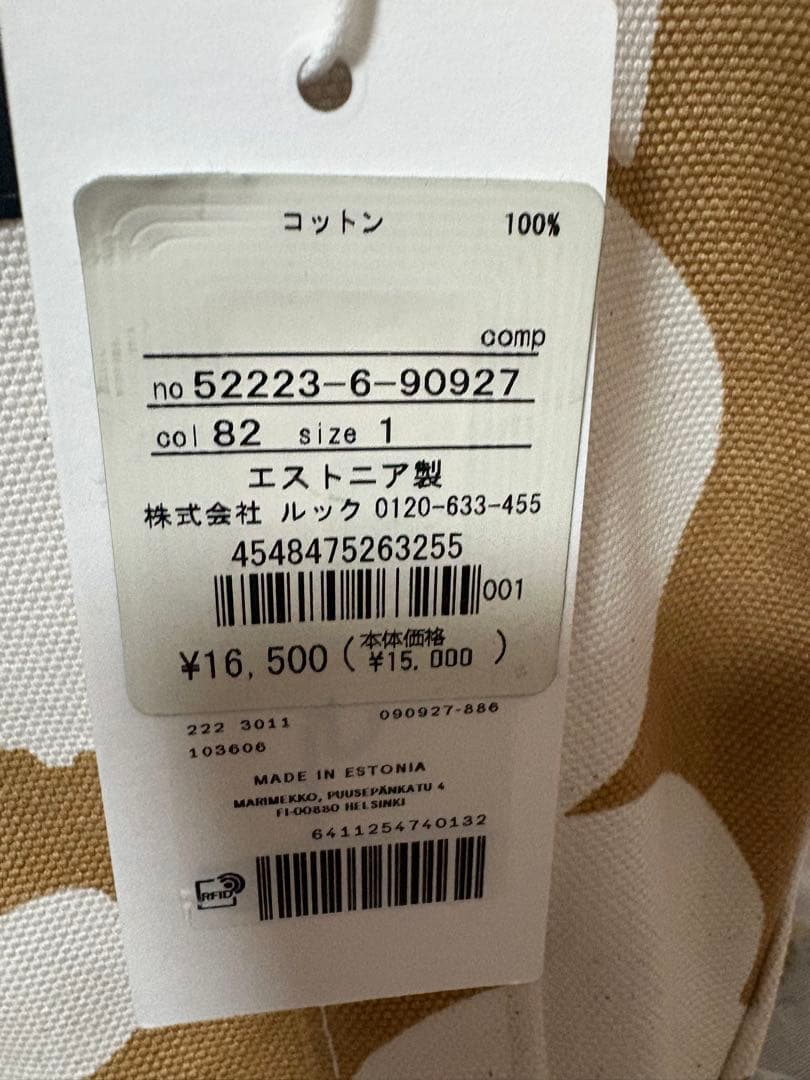 コットン 100%
comp
no 52223-6-90927
col 82 size 1
エストニア製
株式会社 ルック 0120-633-455
4548475263255
001
¥16,500(本体価格 ¥15,000)
222 3011 090927-886
103606
MADE IN ESTONIA
MARIMEKKO, PUUSEPÄNKATU 4
FI-00880 HELSINKI
6411254740132
RFID